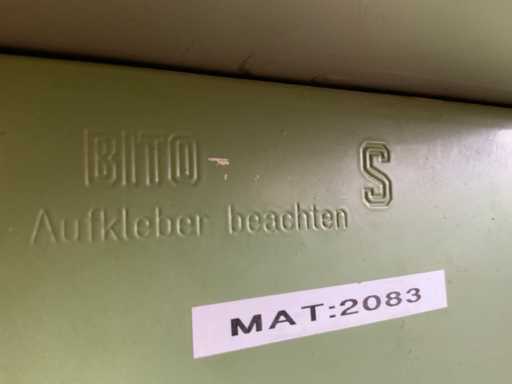 BITO S
Aufkleber beachten
MAT:2083